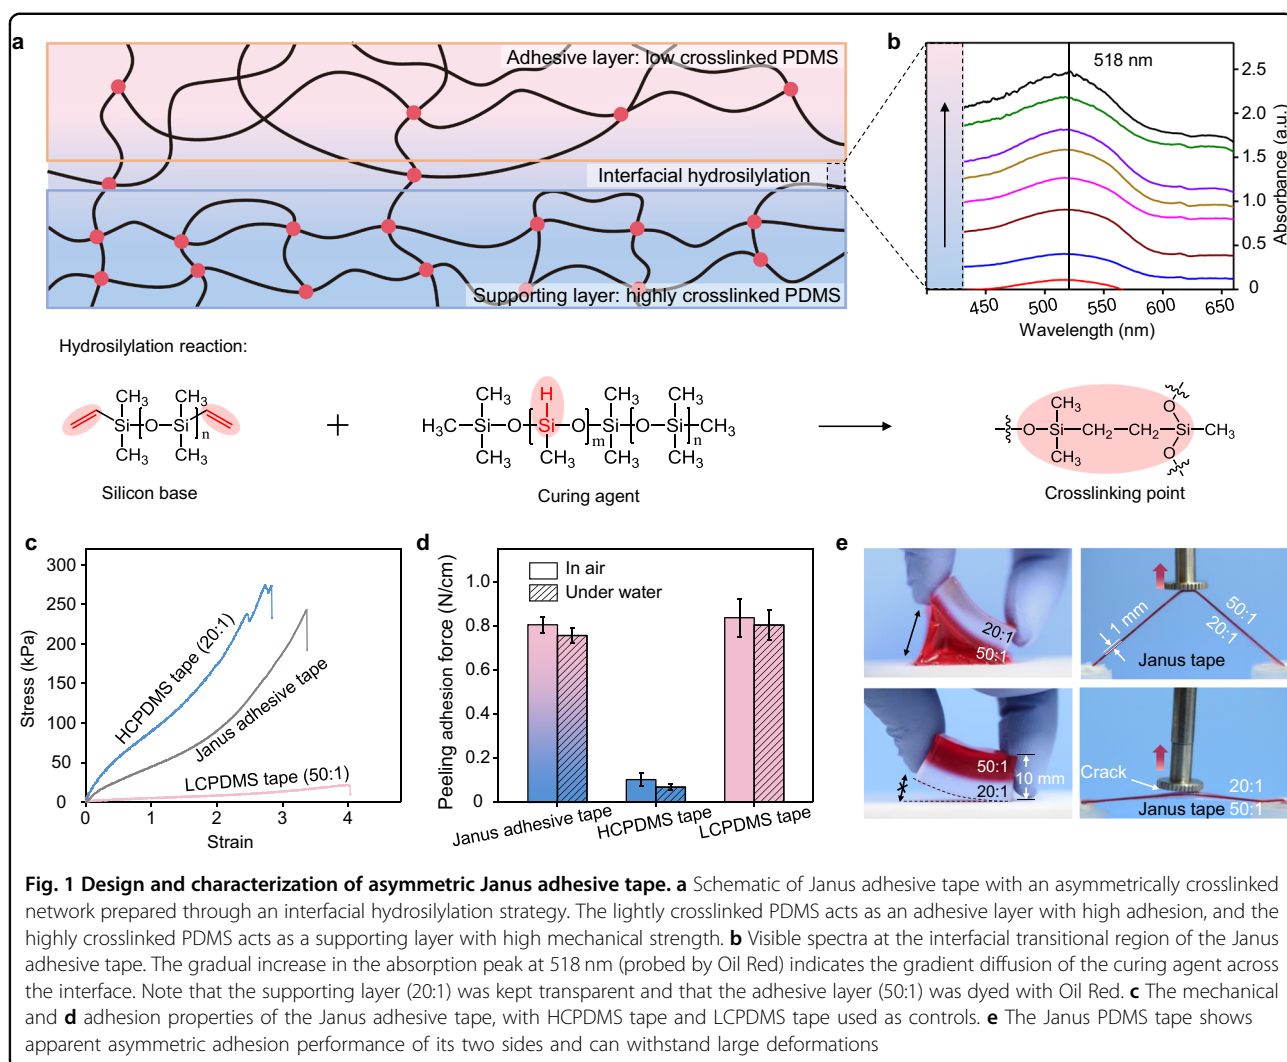 a
Adhesive layer: low crosslinked PDMS
Interfacial hydrosilylation
Supporting layer: highly crosslinked PDMS
b
518 nm
2.5
2.0
1.5
1.0
0.5
0
Absorbance (a.u.)
450 500 550 600 650
Wavelength (nm)
Hydrosilylation reaction:
CH3 CH3
Si O Si n
CH3 CH3
Silicon base
+
CH3 H CH3 CH3
H3C Si O Si O m Si O Si n CH3
CH3 CH3 CH3 CH3
Curing agent
CH3 O
O Si CH2 CH2 Si CH3
CH3 O
Crosslinking point
c
300
250
200
150
100
50
0
Stress (kPa)
HCPDMS tape (20:1)
Janus adhesive tape
LCPDMS tape (50:1)
0 1 2 3 4
Strain
d
In air
Under water
1.0
0.8
0.6
0.4
0.2
0
Peeling adhesion force (N/cm)
Janus adhesive tape HCPDMS tape LCPDMS tape
e
20:1
50:1
1 mm
50:1
20:1
Janus tape
50:1
10 mm
20:1
Crack
20:1
Janus tape 50:1
Fig. 1 Design and characterization of asymmetric Janus adhesive tape. a Schematic of Janus adhesive tape with an asymmetrically crosslinked
network prepared through an interfacial hydrosilylation strategy. The lightly crosslinked PDMS acts as an adhesive layer with high adhesion, and the
highly crosslinked PDMS acts as a supporting layer with high mechanical strength. b Visible spectra at the interfacial transitional region of the Janus
adhesive tape. The gradual increase in the absorption peak at 518 nm (probed by Oil Red) indicates the gradient diffusion of the curing agent across
the interface. Note that the supporting layer (20:1) was kept transparent and that the adhesive layer (50:1) was dyed with Oil Red. c The mechanical
and d adhesion properties of the Janus adhesive tape, with HCPDMS tape and LCPDMS tape used as controls. e The Janus PDMS tape shows
apparent asymmetric adhesion performance of its two sides and can withstand large deformations